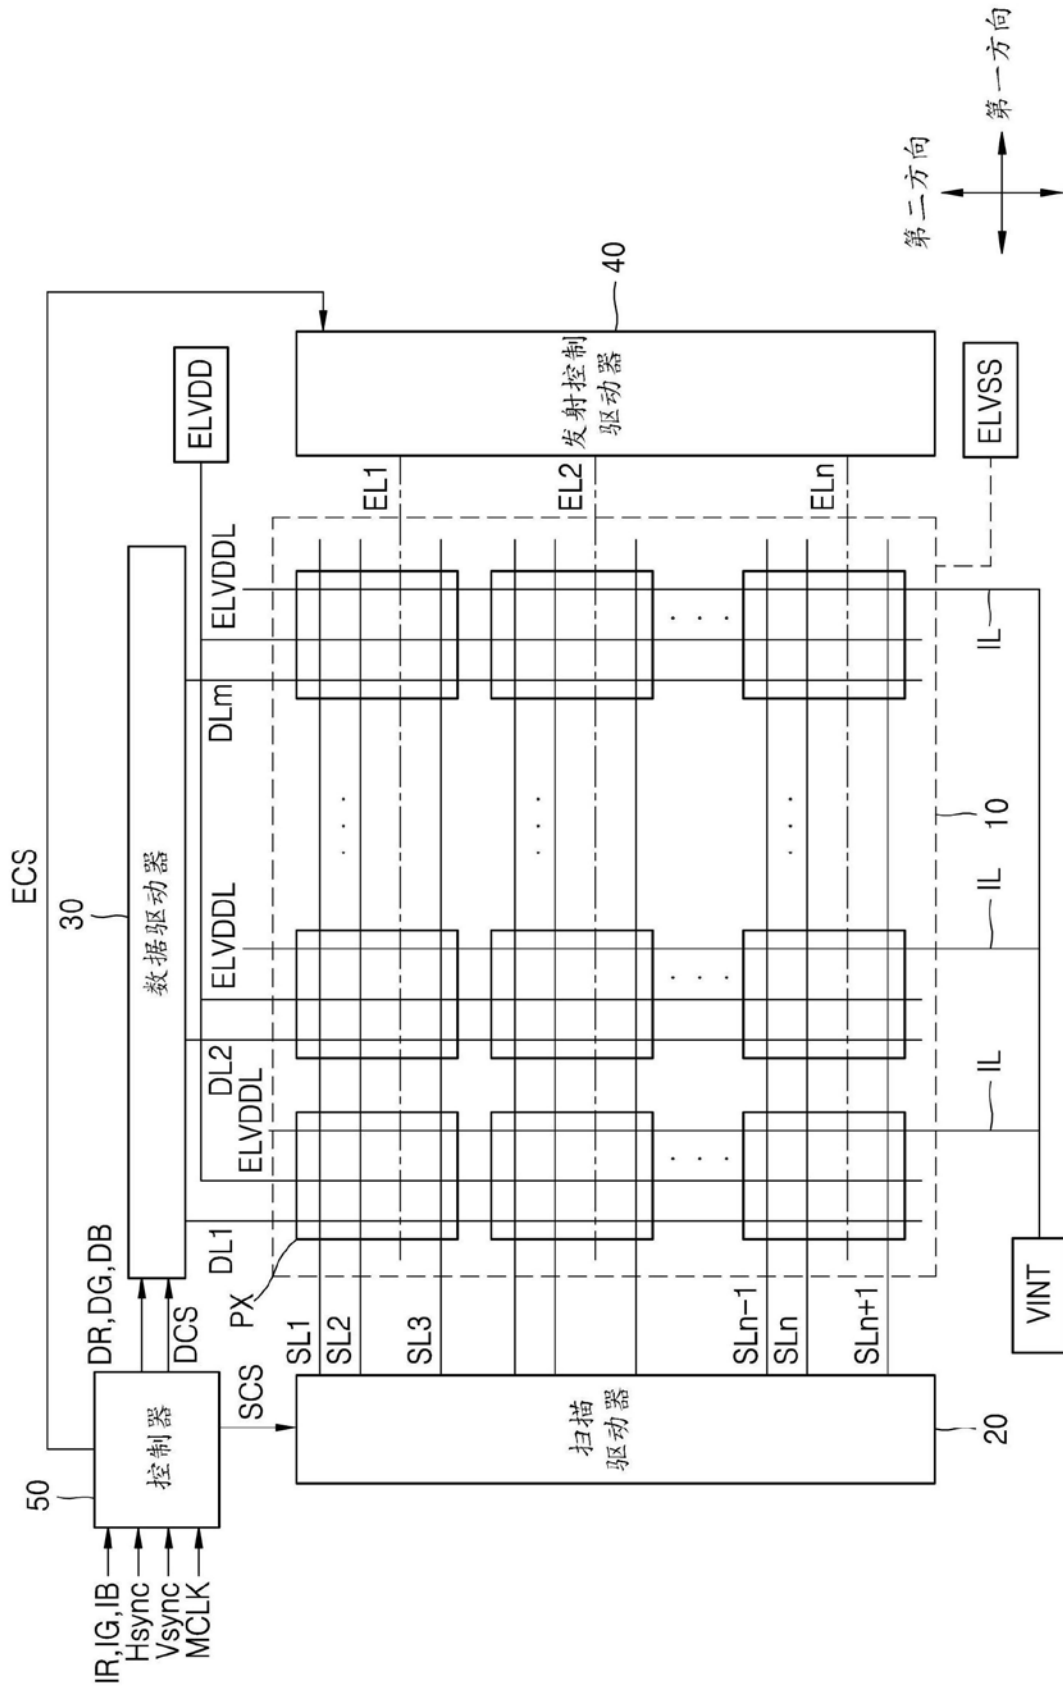 ECS
50
控制器
IR,IG,IB
Hsync
Vsync
MCLK
DR,DG,DB
DCS
SCS
30
数据驱动器
ELVDD
DL1
ELVDDL
DL2
ELVDDL
DLm
ELVDDL
PX
SL1
SL2
SL3
SLn-1
SLn
SLn+1
扫描
驱动器
20
EL1
EL2
ELn
发射控制
驱动器
40
. . .
. . .
. . .
. . .
. . .
. . .
VINT
IL
IL
IL
10
ELVSS
第二方向
第一方向